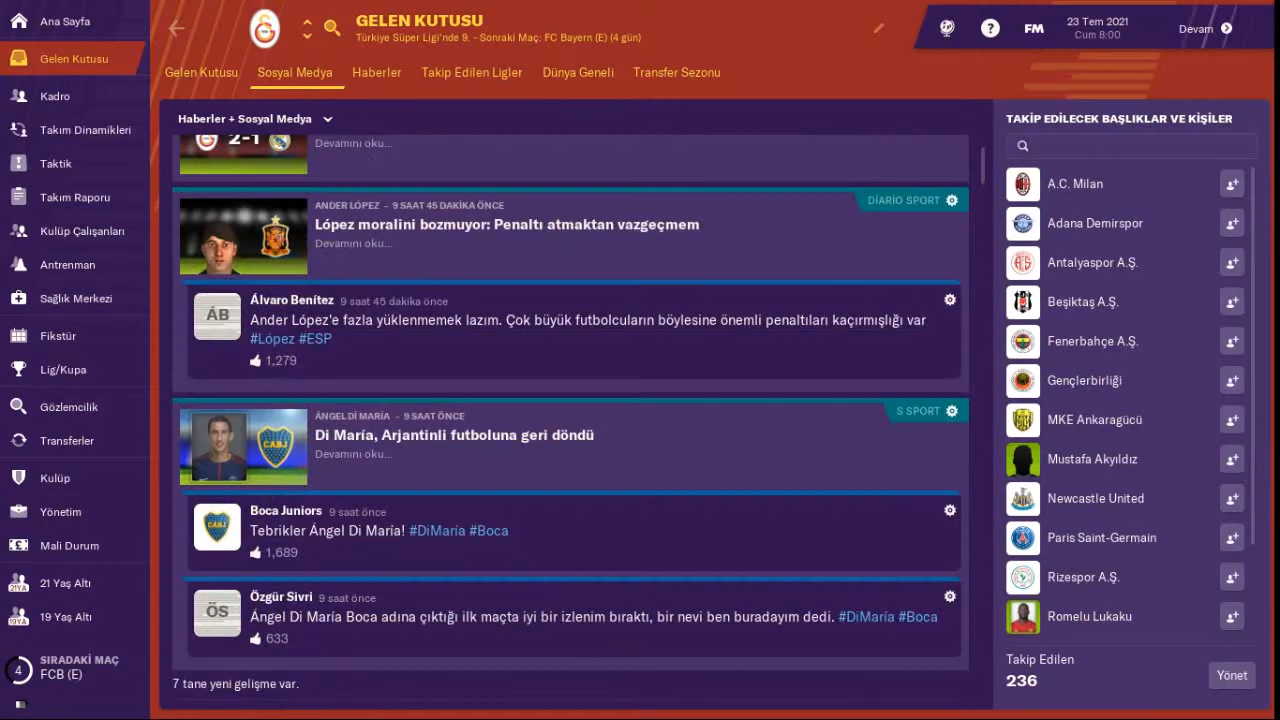 Ana Sayfa
Gelen Kutusu
Kadro
Takım Dinamikleri
Taktik
Takım Raporu
Kulüp Çalışanları
Antrenman
Sağlık Merkezi
Fikstür
Lig/Kupa
Gözlemcilik
Transferler
Kulüp
Yönetim
Mali Durum
21YA
21 Yaş Altı
19YA
19 Yaş Altı
4
SIRADAKİ MAÇ
FCB (E)
GELEN KUTUSU
Türkiye Süper Ligi'nde 9. - Sonraki Maç: FC Bayern (E) (4 gün)
?
FM
23 Tem 2021
Cum 8:00
Devam
Gelen Kutusu
Sosyal Medya
Haberler
Takip Edilen Ligler
Dünya Geneli
Transfer Sezonu
Haberler + Sosyal Medya
2-1
Devamını oku...
ANDER LÓPEZ - 9 SAAT 45 DAKİKA ÖNCE
DİARİO SPORT
López moralini bozmuyor: Penaltı atmaktan vazgeçmem
Devamını oku...
ÁB
Álvaro Benítez 9 saat 45 dakika önce
Ander López'e fazla yüklenmemek lazım. Çok büyük futbolcuların böylesine önemli penaltıları kaçırmışlığı var
#López #ESP
1,279
ÁNGEL Dİ MARÍA - 9 SAAT ÖNCE
S SPORT
Di María, Arjantinli futboluna geri döndü
Devamını oku...
CABJ
Boca Juniors 9 saat önce
Tebrikler Ángel Di María! #DiMaría #Boca
1,689
ÖS
Özgür Sivri 9 saat önce
Ángel Di María Boca adına çıktığı ilk maçta iyi bir izlenim bıraktı, bir nevi ben buradayım dedi. #DiMaría #Boca
633
7 tane yeni gelişme var.
TAKİP EDİLECEK BAŞLIKLAR VE KİŞİLER
A.C. Milan
Adana Demirspor
Antalyaspor A.Ş.
Beşiktaş A.Ş.
Fenerbahçe A.Ş.
Gençlerbirliği
MKE Ankaragücü
Mustafa Akyıldız
Newcastle United
Paris Saint-Germain
Rizespor A.Ş.
Romelu Lukaku
Takip Edilen
236
Yönet